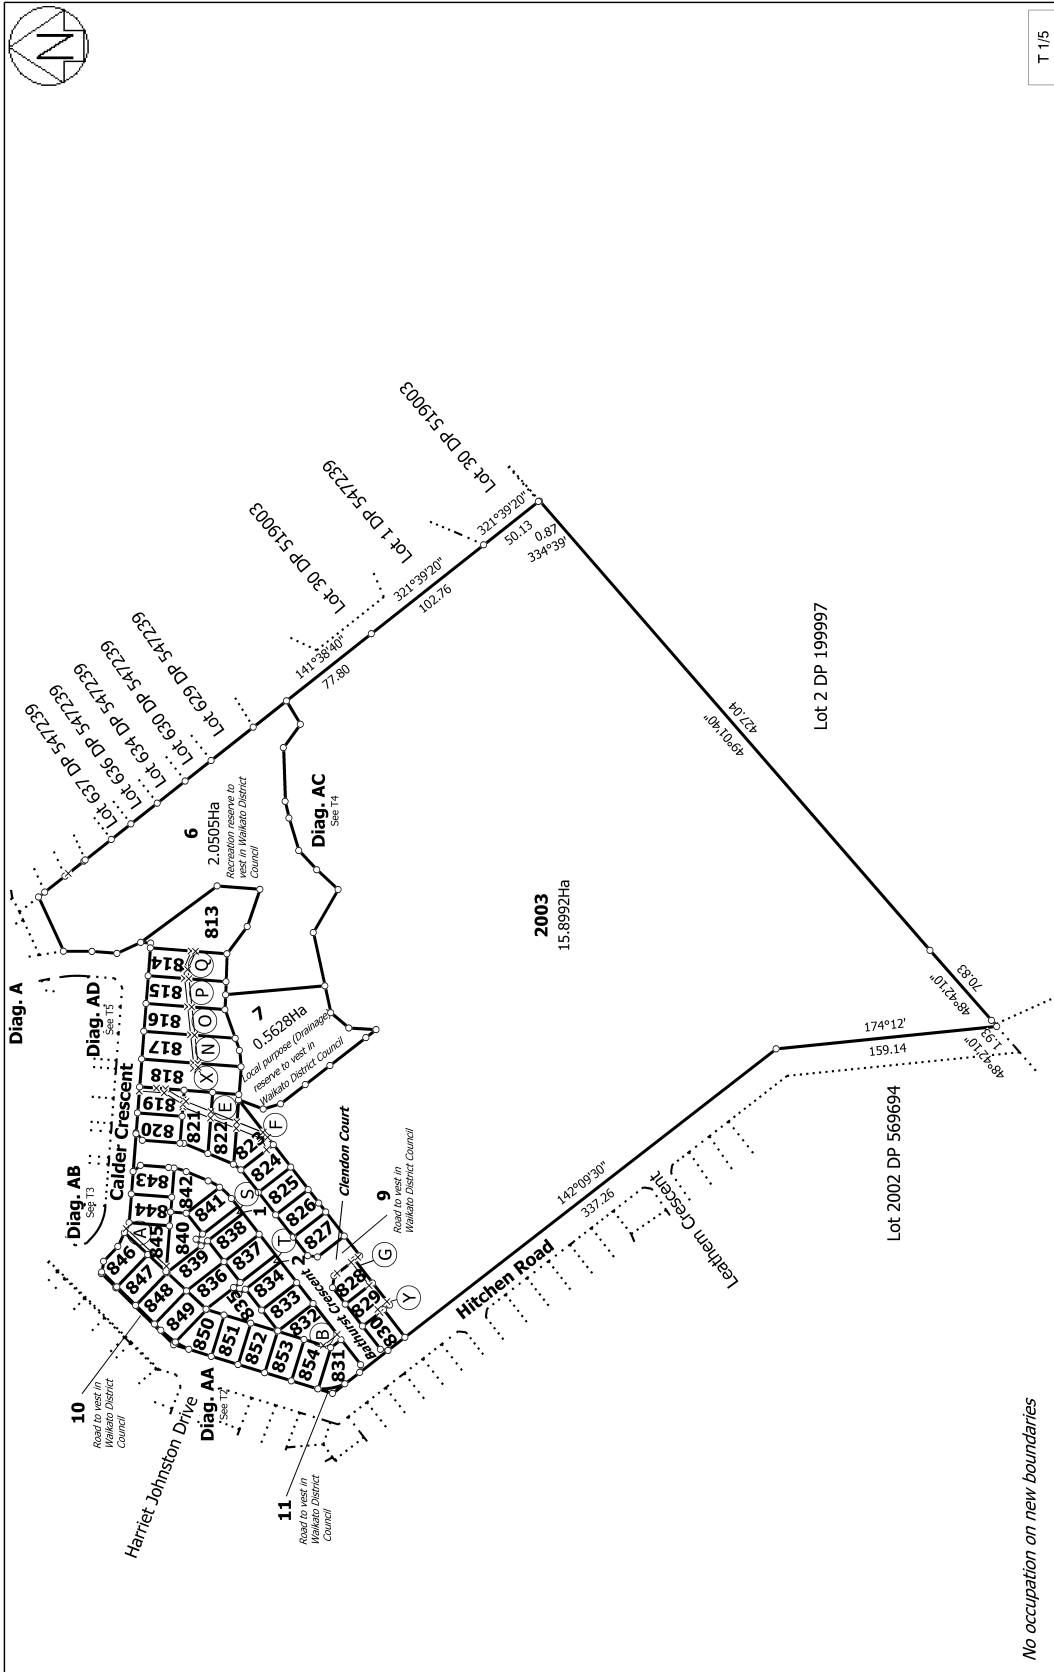 N
T 1/5
Diag. A
Lot 637 DP 547239
Lot 636 DP 547239
Lot 634 DP 547239
Lot 630 DP 547239
Lot 629 DP 547239
Lot 30 DP 519003
Lot 1 DP 547239
Lot 30 DP 519003
141°38'40"
77.80
321°39'20"
102.76
321°39'20"
50.13
0.87
334°39'
6
2.0505Ha
Recreation reserve to
vest in Waikato District
Council
Diag. AC
See T4
Diag. AD
See T5
Diag. AB
See T3
Calder Crescent
813
814
815
816
817
818
819
820
821
822
823
824
825
826
827
828
829
830
831
832
833
834
835
836
837
838
839
840
841
842
843
844
845
846
847
848
849
850
851
852
853
854
Q
P
O
N
X
E
F
S
T
A
B
G
Y
1
2
7
0.5628Ha
Local purpose (Drainage)
reserve to vest in
Waikato District Council
Clendon Court
9
Road to vest in
Waikato District Council
Bathurst Crescent
10
Road to vest in
Waikato District
Council
Diag. AA
See T2
Harriet Johnston Drive
11
Road to vest in
Waikato District
Council
Hitchen Road
Leathem Crescent
142°09'30"
337.26
2003
15.8992Ha
49°01'40"
427.04
48°42'10"
70.83
48°42'10"
1.93
174°12'
159.14
Lot 2 DP 199997
Lot 2002 DP 569694
No occupation on new boundaries